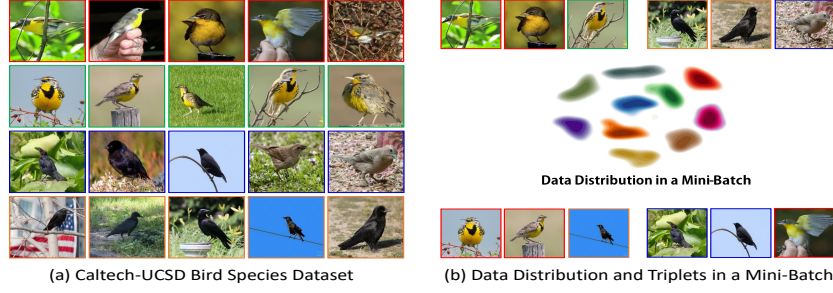 Data Distribution in a Mini-Batch
(a) Caltech-UCSD Bird Species Dataset
(b) Data Distribution and Triplets in a Mini-Batch